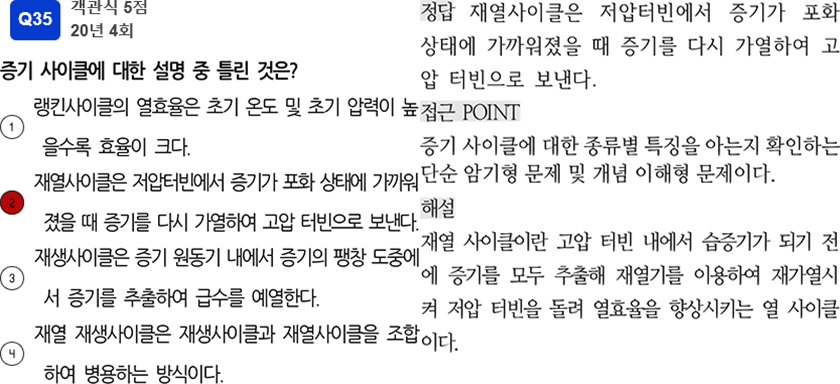 Q35
객관식 5점
20년 4회
증기 사이클에 대한 설명 중 틀린 것은?
1 랭킨사이클의 열효율은 초기 온도 및 초기 압력이 높
을수록 효율이 크다.
2 재열사이클은 저압터빈에서 증기가 포화 상태에 가까워
졌을 때 증기를 다시 가열하여 고압 터빈으로 보낸다.
3 재생사이클은 증기 원동기 내에서 증기의 팽창 도중에
서 증기를 추출하여 급수를 예열한다.
4 재열 재생사이클은 재생사이클과 재열사이클을 조합
하여 병용하는 방식이다.
정답 재열사이클은 저압터빈에서 증기가 포화
상태에 가까워졌을 때 증기를 다시 가열하여 고
압 터빈으로 보낸다.
접근 POINT
증기 사이클에 대한 종류별 특징을 아는지 확인하는
단순 암기형 문제 및 개념 이해형 문제이다.
해설
재열 사이클이란 고압 터빈 내에서 습증기가 되기 전
에 증기를 모두 추출해 재열기를 이용하여 재가열시
켜 저압 터빈을 돌려 열효율을 향상시키는 열 사이클
이다.